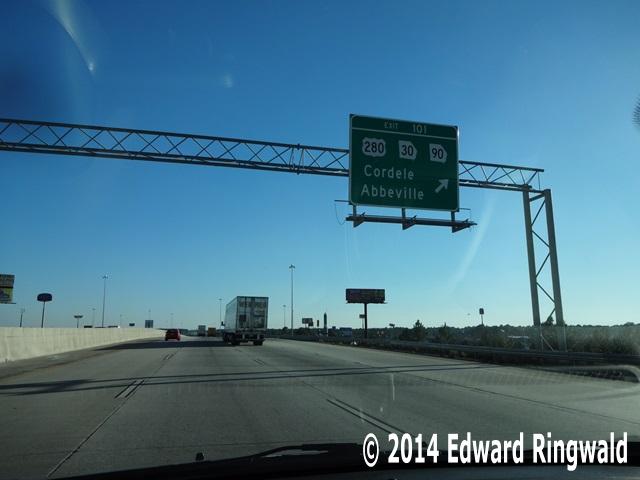 EXIT 101
280 30 90
Cordele
Abbeville
© 2014 Edward Ringwald